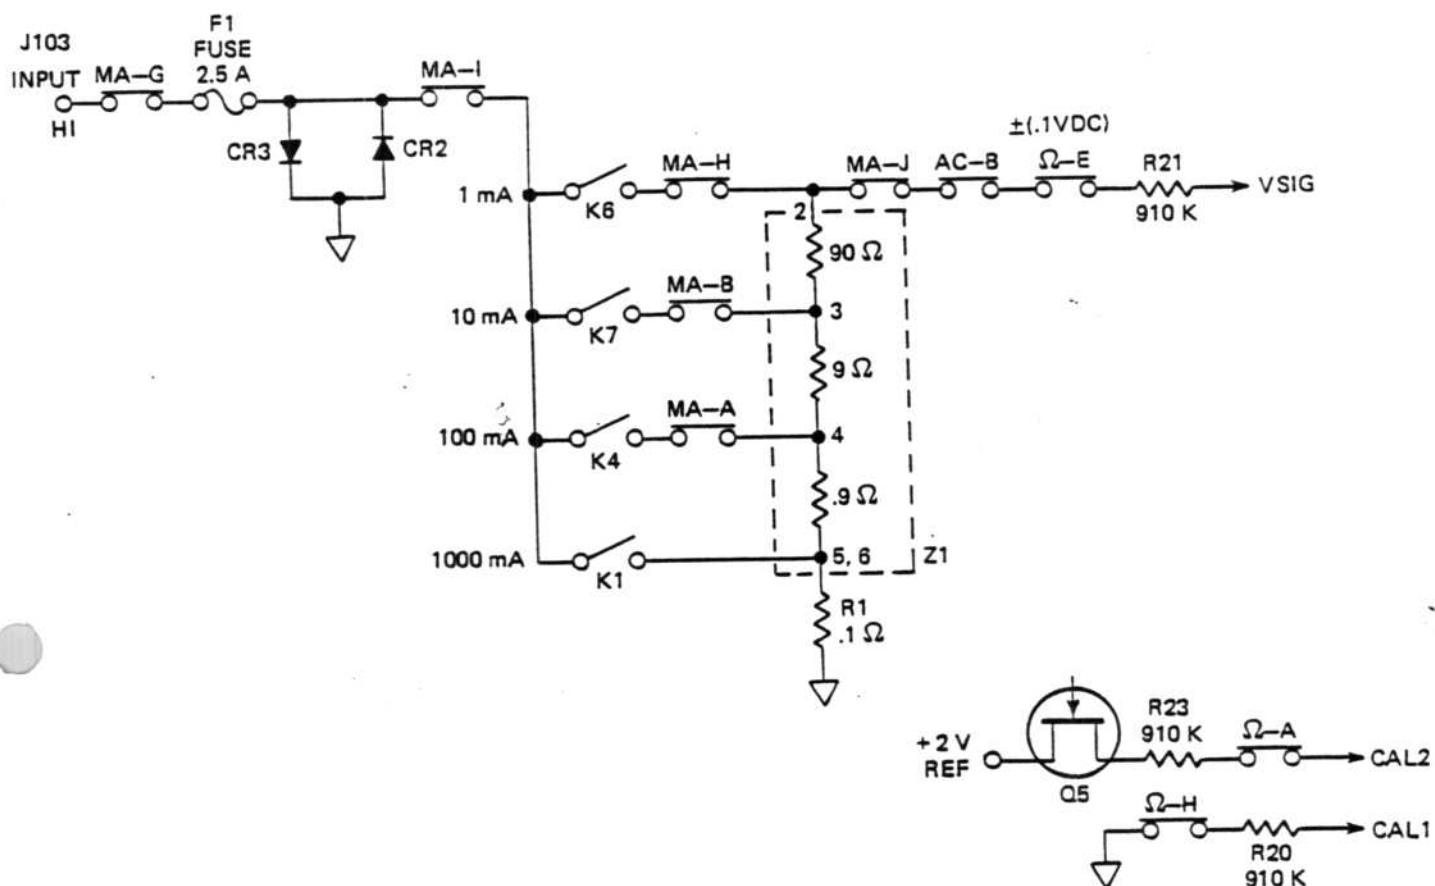 J103
INPUT
HI
MA–G
F1
FUSE
2.5 A
CR3
CR2
MA–I
1 mA
K6
MA–H
MA–J
AC–B
±(.1VDC)
Ω–E
R21
910 K
VSIG
2
90 Ω
10 mA
K7
MA–B
3
9 Ω
100 mA
K4
MA–A
4
.9 Ω
1000 mA
K1
5, 6
Z1
R1
.1 Ω
+2 V
REF
Q5
R23
910 K
Ω–A
CAL2
Ω–H
R20
910 K
CAL1